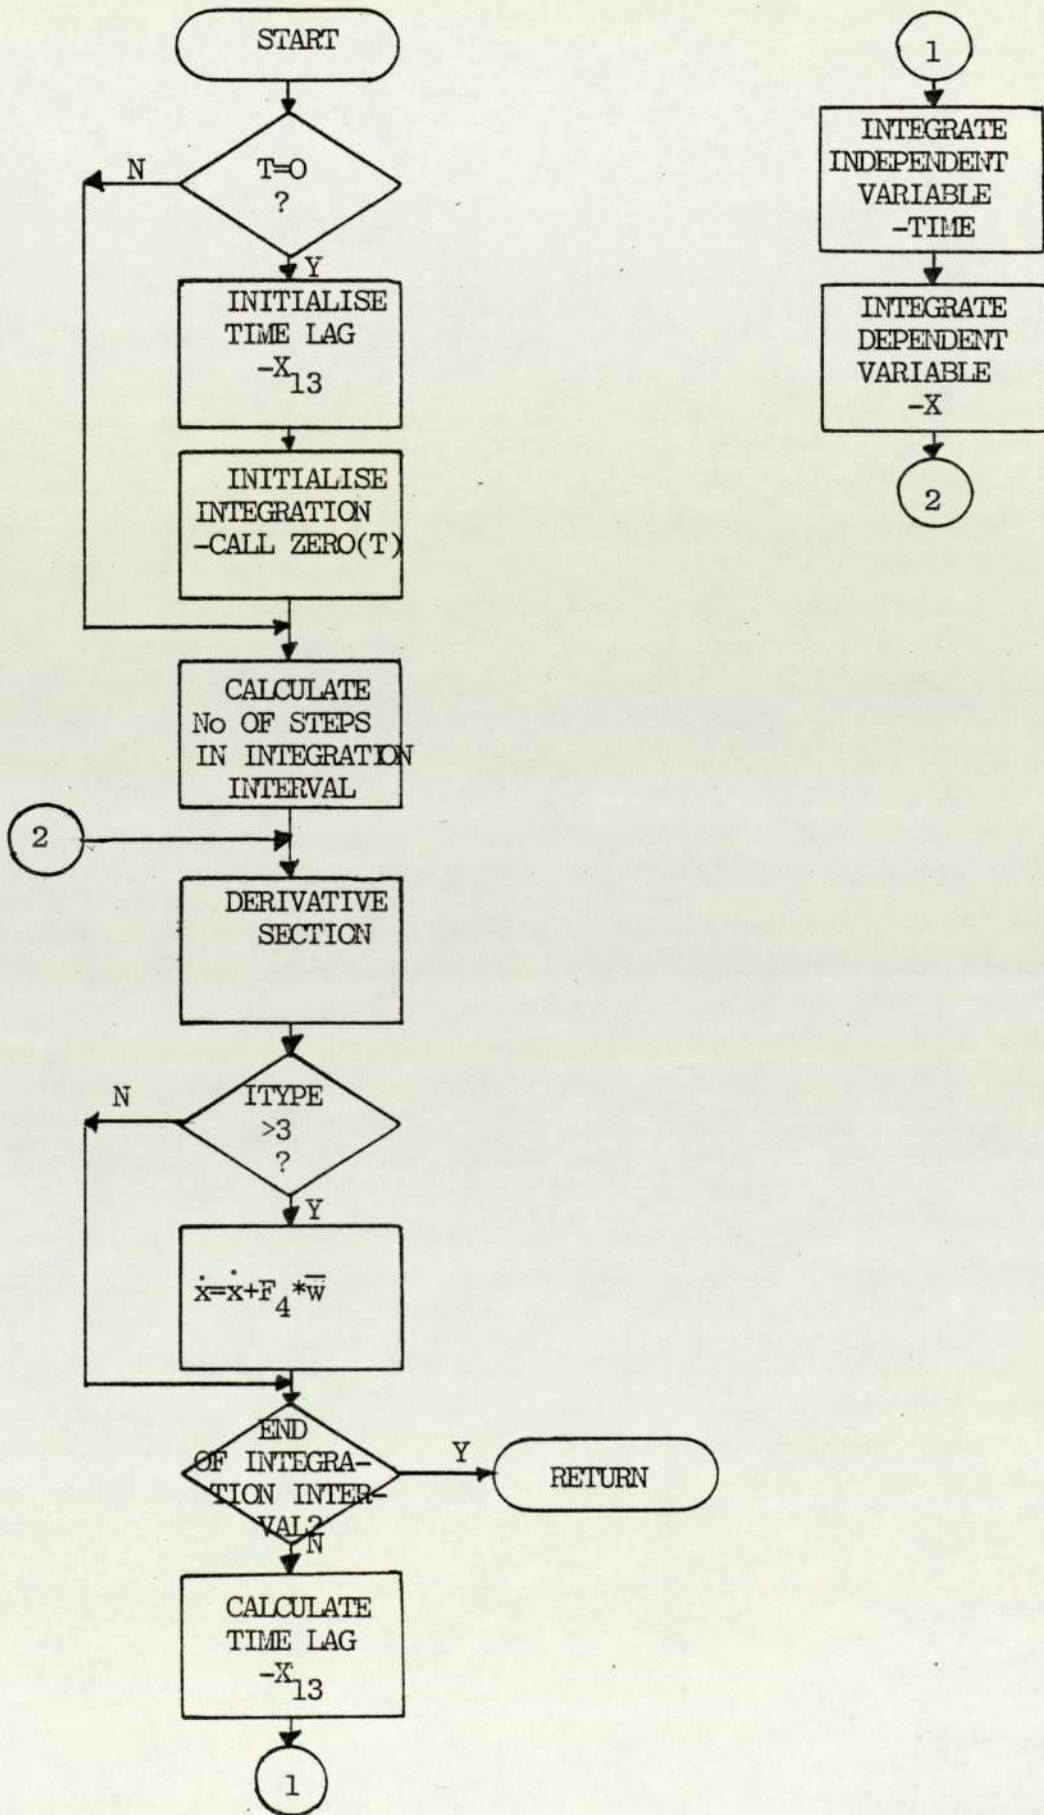 START
T=O
?
N
Y
INITIALISE
TIME LAG
-X13
INITIALISE
INTEGRATION
-CALL ZERO(T)
CALCULATE
No OF STEPS
IN INTEGRATION
INTERVAL
2
DERIVATIVE
SECTION
ITYPE
>3
?
N
Y
ẋ=ẋ+F4*w̅
END
OF INTEGRA-
TION INTER-
VAL?
Y
RETURN
N
CALCULATE
TIME LAG
-X13
1
1
INTEGRATE
INDEPENDENT
VARIABLE
-TIME
INTEGRATE
DEPENDENT
VARIABLE
-X
2